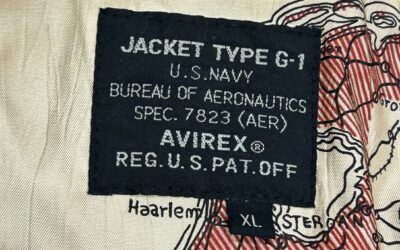 JACKET TYPE G-1
U.S.NAVY
BUREAU OF AERONAUTICS
SPEC. 7823 (AER)
AVIREX®
REG. U.S. PAT. OFF
Haarlem
XL